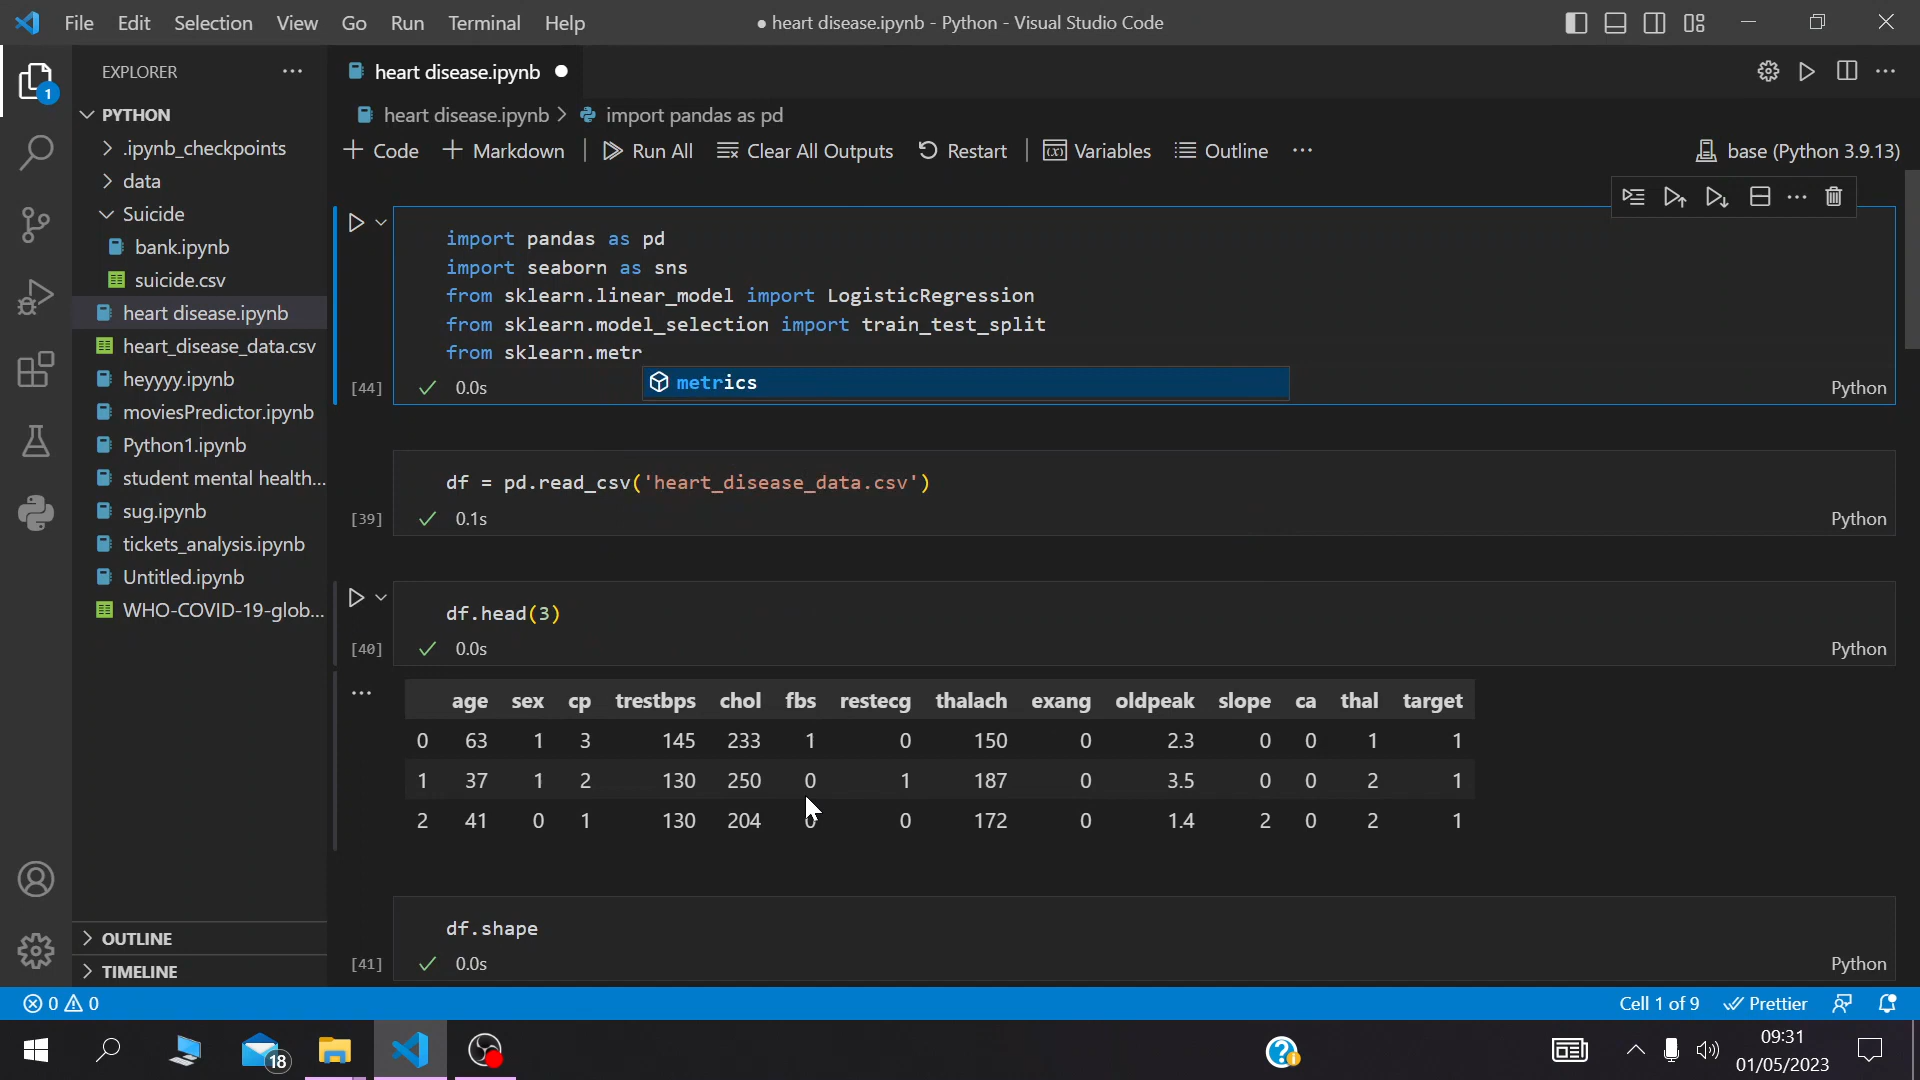 File Edit Selection View Go Run Terminal Help
● heart disease.ipynb - Python - Visual Studio Code
EXPLORER
1
PYTHON
.ipynb_checkpoints
data
Suicide
bank.ipynb
suicide.csv
heart disease.ipynb
heart_disease_data.csv
heyyyy.ipynb
moviesPredictor.ipynb
Python1.ipynb
student mental health...
sug.ipynb
tickets_analysis.ipynb
Untitled.ipynb
WHO-COVID-19-glob...
OUTLINE
TIMELINE
heart disease.ipynb ●
heart disease.ipynb > import pandas as pd
+ Code + Markdown | Run All Clear All Outputs Restart | Variables Outline ...
base (Python 3.9.13)
import pandas as pd
import seaborn as sns
from sklearn.linear_model import LogisticRegression
from sklearn.model_selection import train_test_split
from sklearn.metr
metrics
[44] ✓ 0.0s Python
df = pd.read_csv('heart_disease_data.csv')
[39] ✓ 0.1s Python
df.head(3)
[40] ✓ 0.0s Python
...
age sex cp trestbps chol fbs restecg thalach exang oldpeak slope ca thal target
0 63 1 3 145 233 1 0 150 0 2.3 0 0 1 1
1 37 1 2 130 250 0 1 187 0 3.5 0 0 2 1
2 41 0 1 130 204 0 0 172 0 1.4 2 0 2 1
df.shape
[41] ✓ 0.0s Python
0 0
Cell 1 of 9 Prettier
18
09:31
01/05/2023